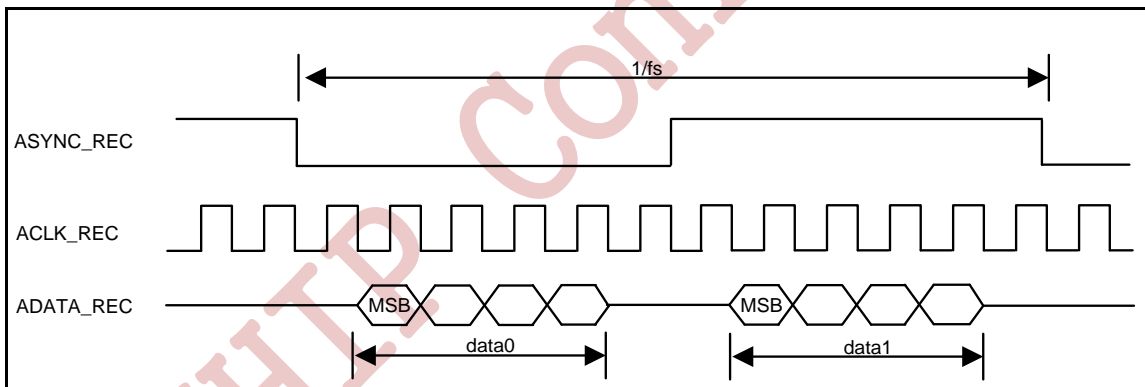 1/fs
ASYNC_REC
ACLK_REC
ADATA_REC
MSB
MSB
data0
data1